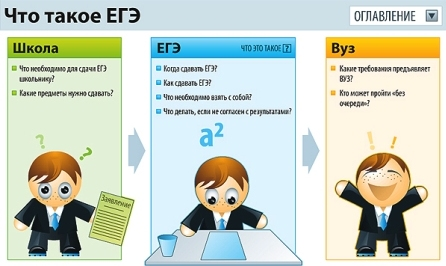 Что такое ЕГЭ
ОГЛАВЛЕНИЕ
Школа
Что необходимо для сдачи ЕГЭ
школьнику?
Какие предметы нужно сдавать?
?
?
Заявление
ЕГЭ
ЧТО ЭТО ТАКОЕ ?
Когда сдавать ЕГЭ?
Как сдавать ЕГЭ?
Что необходимо взять с собой?
Что делать, если не согласен с результатами?
a²
Вуз
Какие требования предъявляет
ВУЗ?
Кто может пройти «без
очереди»?